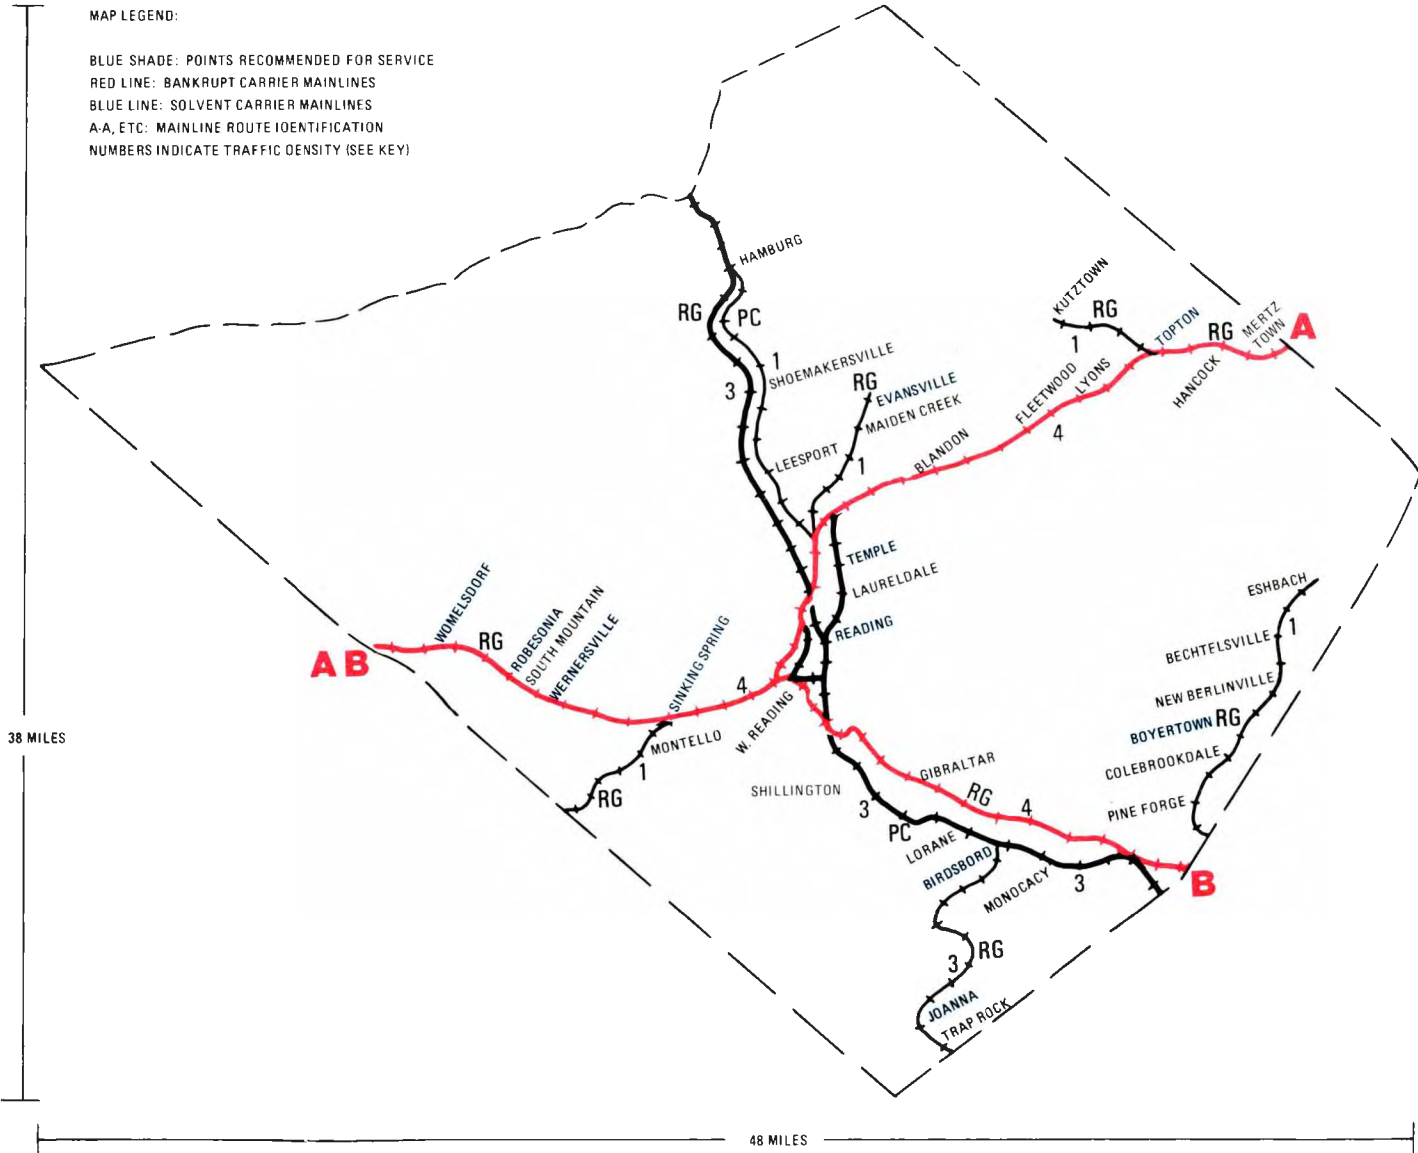 MAP LEGEND:
BLUE SHADE: POINTS RECOMMENDED FOR SERVICE
RED LINE: BANKRUPT CARRIER MAINLINES
BLUE LINE: SOLVENT CARRIER MAINLINES
A-A, ETC: MAINLINE ROUTE IDENTIFICATION
NUMBERS INDICATE TRAFFIC DENSITY (SEE KEY)
HAMBURG
RG
PC
1
SHOEMAKERSVILLE
3
RG
EVANSVILLE
MAIDEN CREEK
LEESPORT
1
KUTZTOWN
RG
1
TOPTON
RG
MERTZ
TOWN
A
HANCOCK
LYONS
FLEETWOOD
4
BLANDON
TEMPLE
LAURELDALE
READING
WOMELSDORF
RG
A B
ROBESONIA
SOUTH MOUNTAIN
WERNERSVILLE
SINKING SPRING
4
W. READING
MONTELLO
1
RG
SHILLINGTON
GIBRALTAR
RG
4
3
PC
LORANE
BIRDSBORD
MONOCACY
3
B
RG
3
JOANNA
TRAP ROCK
ESHBACH
1
BECHTELSVILLE
NEW BERLINVILLE
BOYERTOWN RG
COLEBROOKDALE
PINE FORGE
38 MILES
48 MILES